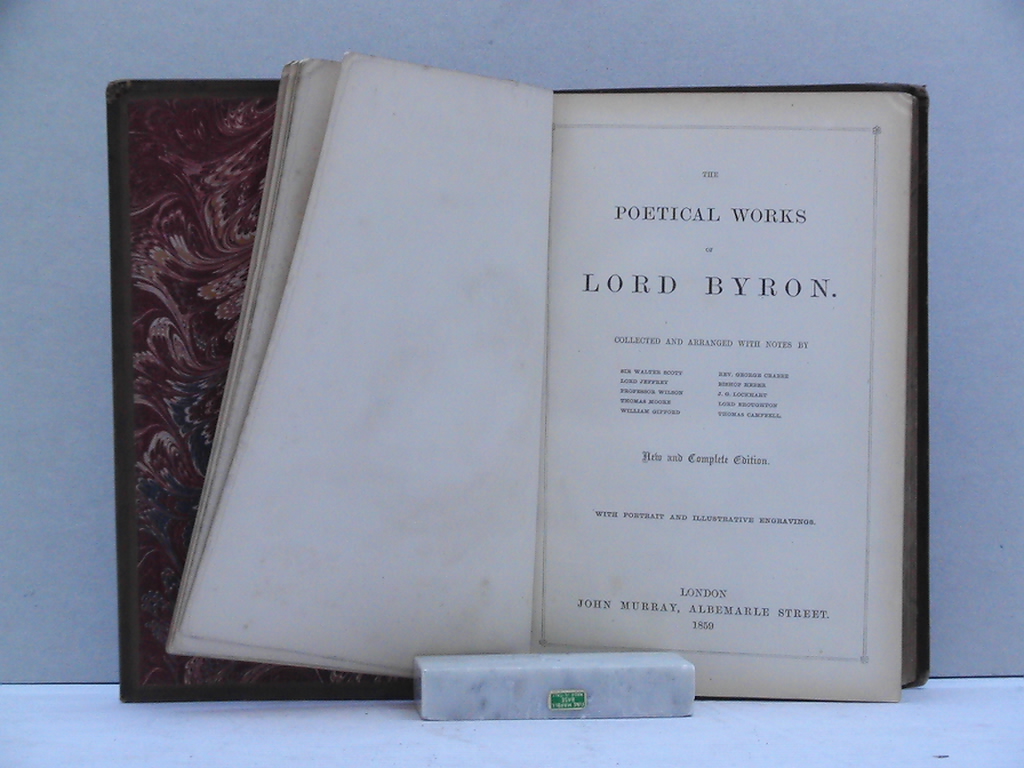 THE
POETICAL WORKS
OF
LORD BYRON.
COLLECTED AND ARRANGED WITH NOTES BY
SIR WALTER SCOTT
LORD JEFFREY
PROFESSOR WILSON
THOMAS MOORE
WILLIAM GIFFORD
REV. GEORGE CRABBE
BISHOP HEBER
J. G. LOCKHART
LORD BROUGHTON
THOMAS CAMPBELL.
New and Complete Edition.
WITH PORTRAIT AND ILLUSTRATIVE ENGRAVINGS.
LONDON
JOHN MURRAY, ALBEMARLE STREET.
1859